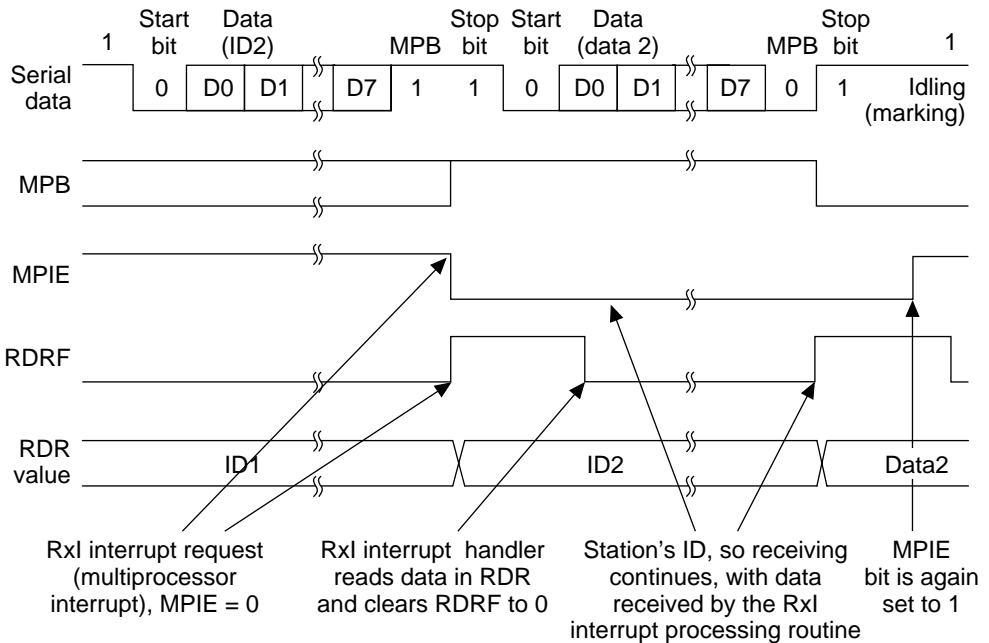 1 Start bit Data (ID2) MPB Stop bit Start bit Data (data 2) MPB Stop bit 1
Serial data 0 D0 D1 D7 1 1 0 D0 D1 D7 0 1 Idling (marking)
MPB
MPIE
RDRF
RDR value ID1 ID2 Data2
RxI interrupt request
(multiprocessor
interrupt), MPIE = 0
RxI interrupt handler
reads data in RDR
and clears RDRF to 0
Station's ID, so receiving
continues, with data
received by the RxI
interrupt processing routine
MPIE
bit is again
set to 1